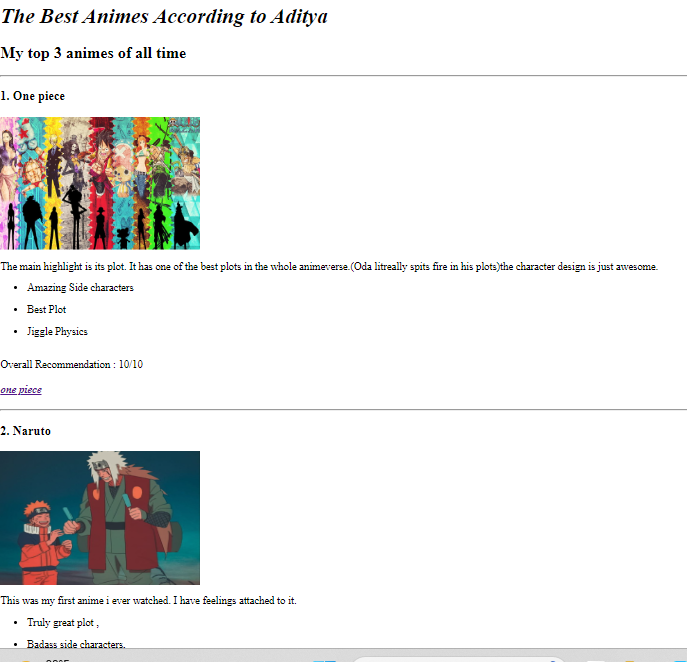 The Best Animes According to Aditya
My top 3 animes of all time
1. One piece
The main highlight is its plot. It has one of the best plots in the whole animeverse.(Oda litreally spits fire in his plots)the character design is just awesome.
• Amazing Side characters
• Best Plot
• Jiggle Physics
Overall Recommendation : 10/10
one piece
2. Naruto
This was my first anime i ever watched. I have feelings attached to it.
• Truly great plot ,
• Badass side characters.